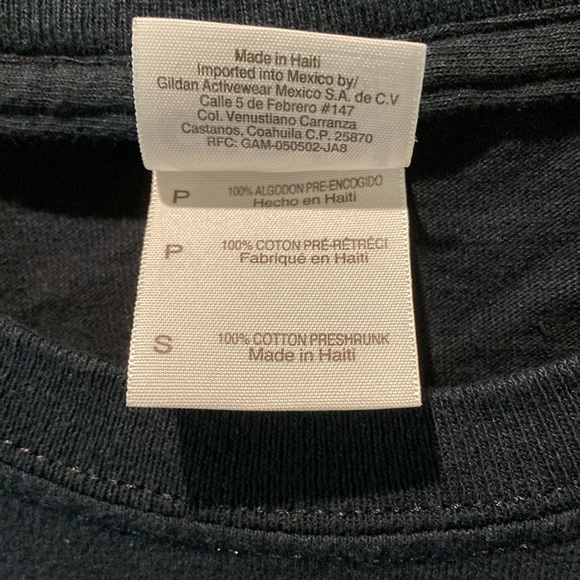 Made in Haiti
Imported into Mexico by/
Gildan Activewear Mexico S.A. de C.V
Calle 5 de Febrero #147
Col. Venustiano Carranza
Castanos, Coahuila C.P. 25870
RFC: GAM-050502-JA8
P 100% ALGODON PRE-ENCOGIDO
Hecho en Haiti
P 100% COTON PRÉ-RÉTRÉCI
Fabriqué en Haiti
S 100% COTTON PRESHRUNK
Made in Haiti